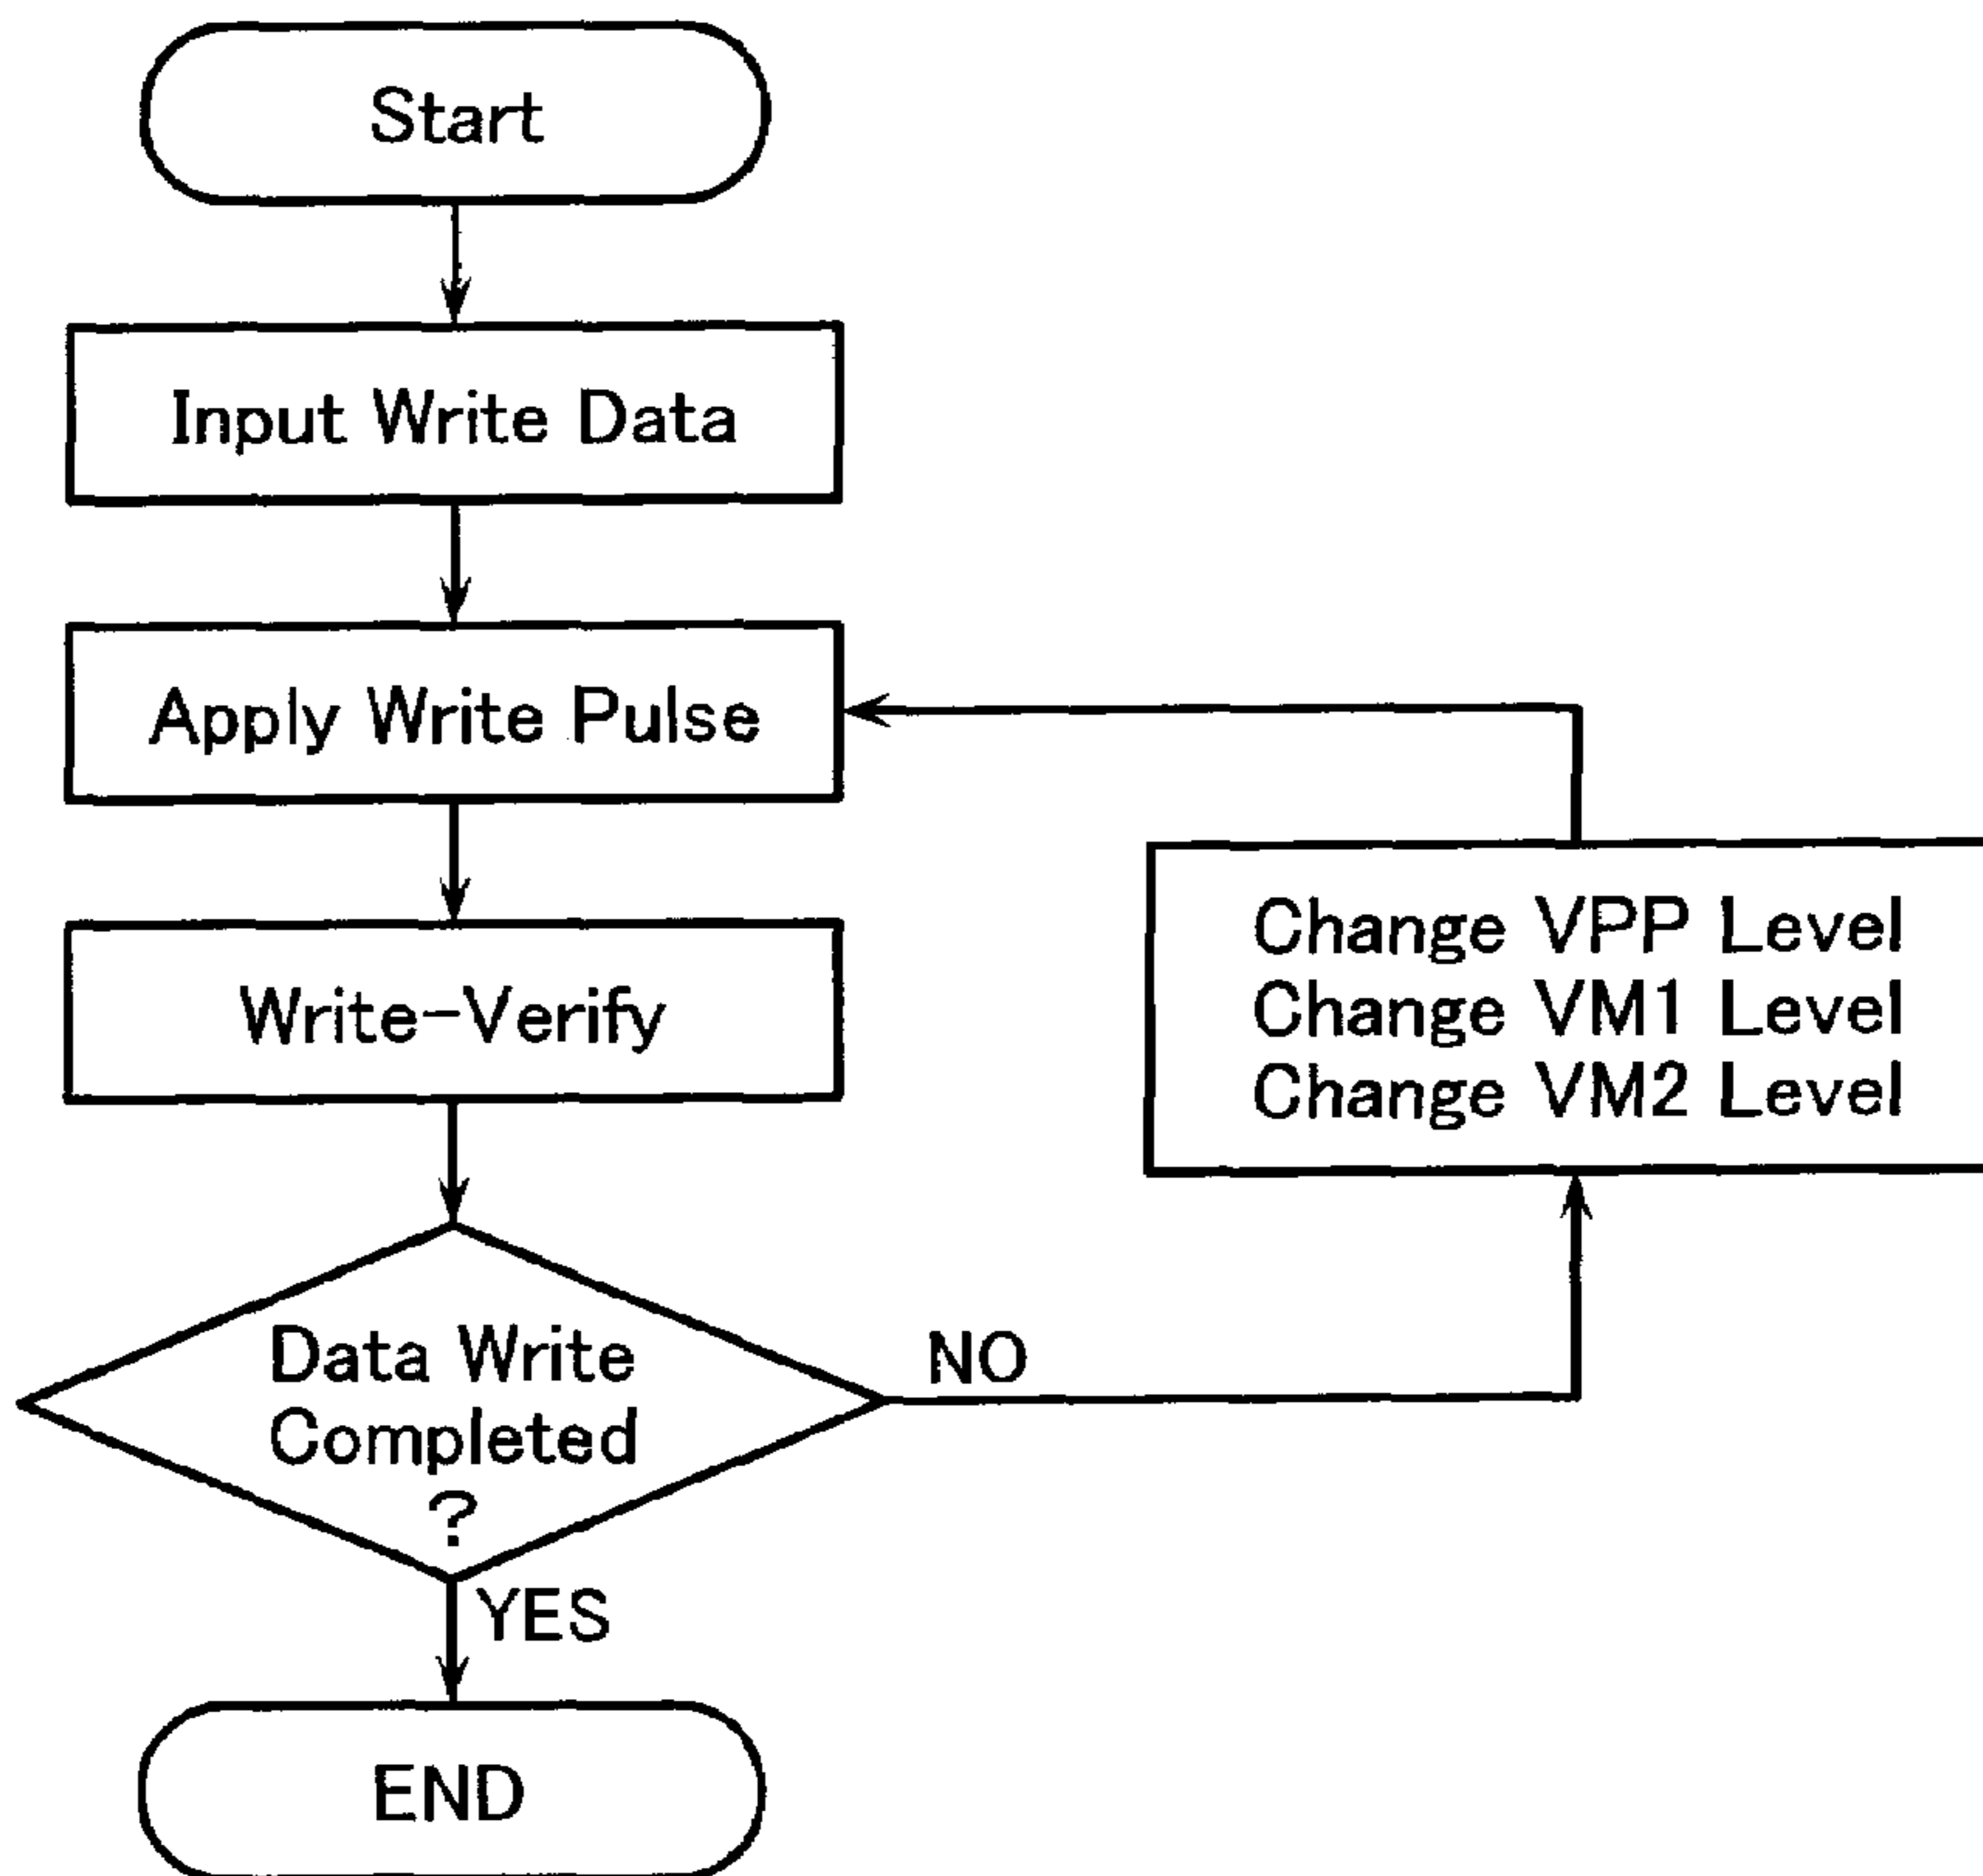 Start
Input Write Data
Apply Write Pulse
Write-Verify
Change VPP Level
Change VM1 Level
Change VM2 Level
Data Write
Completed
?
NO
YES
END